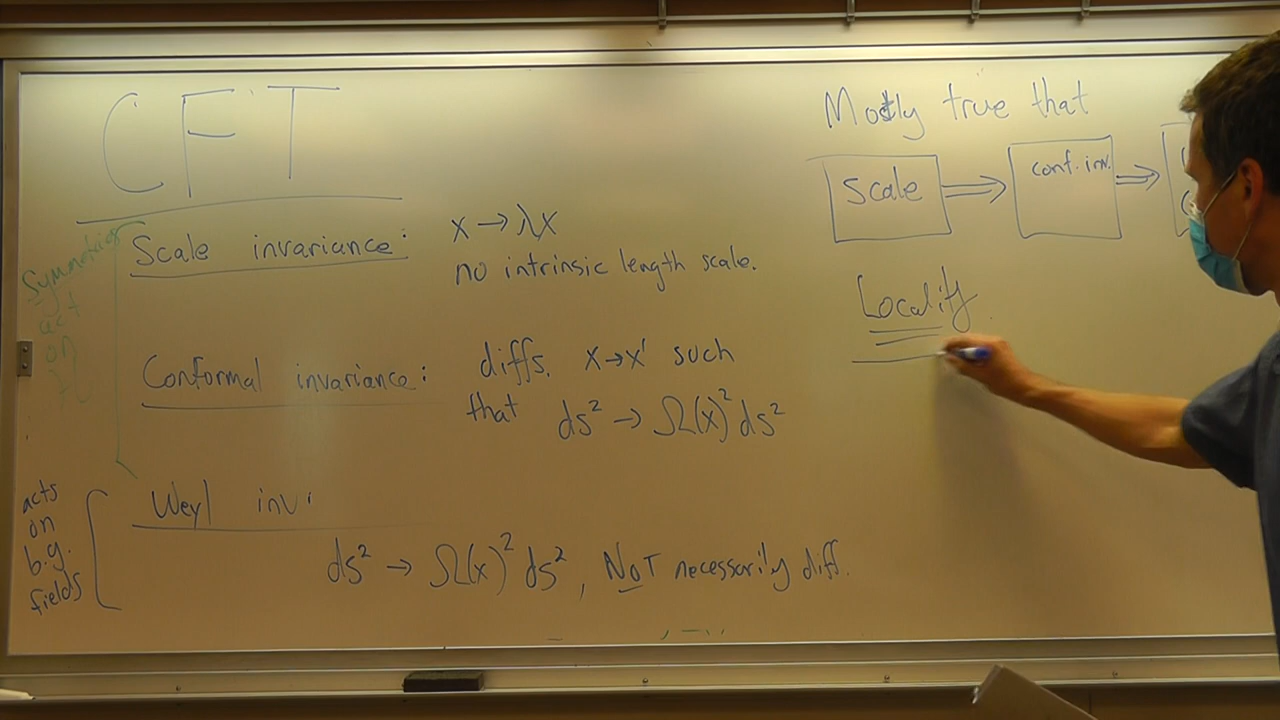 CFT
Symmetries
act
on
Scale invariance: x → λx
no intrinsic length scale.
Conformal invariance: diffs. x→x' such
that ds² → Ω(x)² ds²
acts
on
b.g.
fields
Weyl inv:
ds² → Ω(x)² ds², NOT necessarily diff.
Mostly true that
Scale ⇒ conf. inv. ⇒
Locality